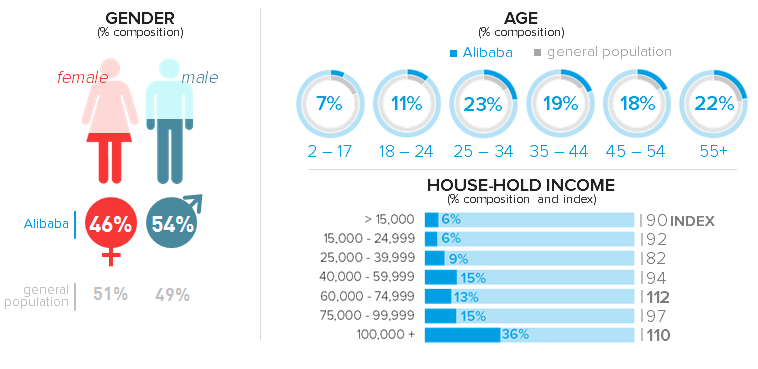 GENDER
(% composition)
female
male
Alibaba
46%
54%
general
population
51%
49%
AGE
(% composition)
Alibaba
general population
7%
11%
23%
19%
18%
22%
2 – 17
18 – 24
25 – 34
35 – 44
45 – 54
55+
HOUSE-HOLD INCOME
(% composition and index)
> 15,000 6% | 90 INDEX
15,000 - 24,999 6% | 92
25,000 - 39,999 9% | 82
40,000 - 59,999 15% | 94
60,000 - 74,999 13% | 112
75,000 - 99,999 15% | 97
100,000 + 36% | 110